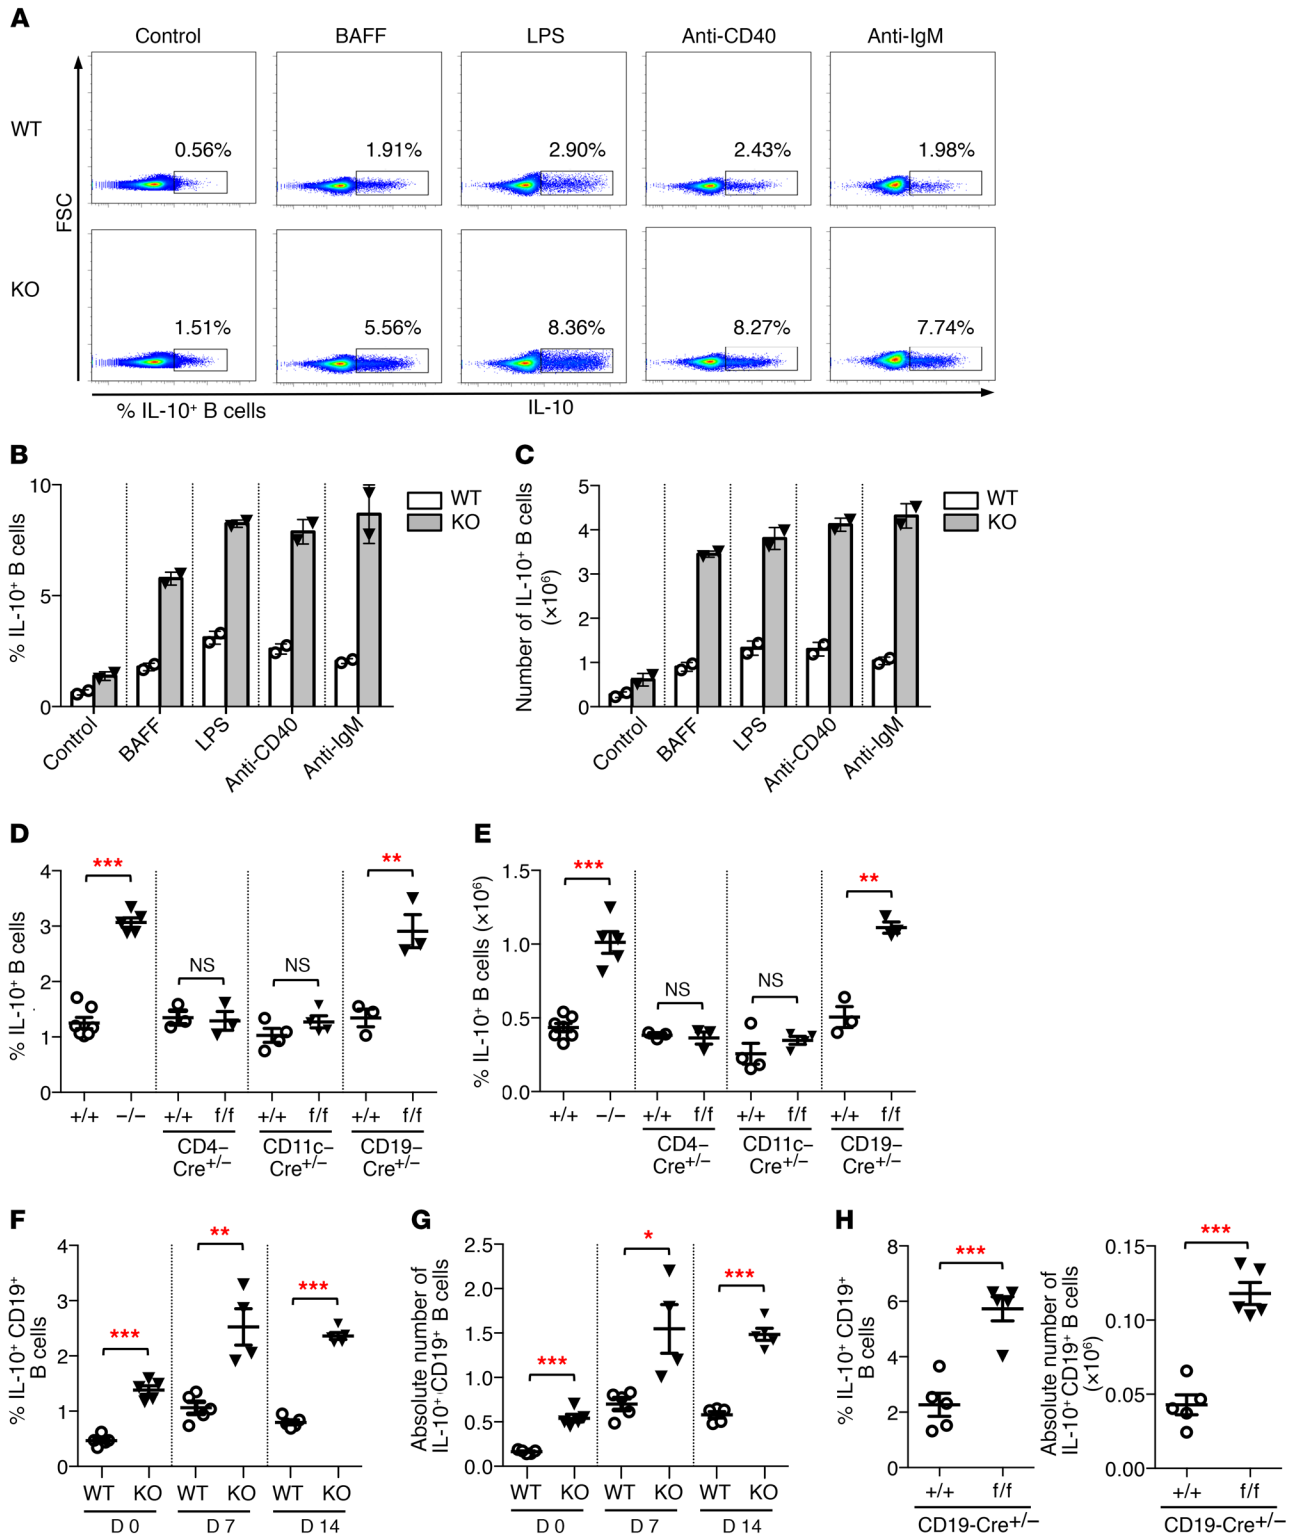 A
Control BAFF LPS Anti-CD40 Anti-IgM
WT
0.56% 1.91% 2.90% 2.43% 1.98%
FSC
KO
1.51% 5.56% 8.36% 8.27% 7.74%
% IL-10⁺ B cells IL-10
B
% IL-10⁺ B cells
10
5
0
WT
KO
Control BAFF LPS Anti-CD40 Anti-IgM
C
Number of IL-10⁺ B cells
(×10⁶)
5
4
3
2
1
0
WT
KO
Control BAFF LPS Anti-CD40 Anti-IgM
D
% IL-10⁺ B cells
4
3
2
1
0
*** NS NS **
+/+ −/− +/+ f/f +/+ f/f +/+ f/f
CD4– CD11c– CD19–
Cre⁺/– Cre⁺/– Cre⁺/–
E
% IL-10⁺ B cells (×10⁶)
1.5
1.0
0.5
0.0
*** NS NS **
+/+ −/− +/+ f/f +/+ f/f +/+ f/f
CD4– CD11c– CD19–
Cre⁺/– Cre⁺/– Cre⁺/–
F
% IL-10⁺ CD19⁺
B cells
4
3
2
1
0
*** ** ***
WT KO WT KO WT KO
D 0 D 7 D 14
G
Absolute number of
IL-10⁺ CD19⁺ B cells
2.5
2.0
1.5
1.0
0.5
0.0
*** * ***
WT KO WT KO WT KO
D 0 D 7 D 14
H
% IL-10⁺ CD19⁺
B cells
8
6
4
2
0
***
+/+ f/f
CD19-Cre⁺/–
Absolute number of
IL-10⁺ CD19⁺ B cells
(×10⁶)
0.15
0.10
0.05
0.00
***
+/+ f/f
CD19-Cre⁺/–